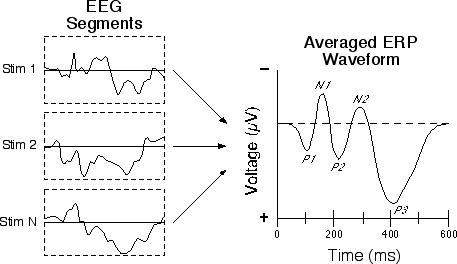 EEG
Segments
Stim 1
Stim 2
Stim N
Averaged ERP
Waveform
Voltage (µV)
–
+
N1
N2
P1
P2
P3
0
200
400
600
Time (ms)